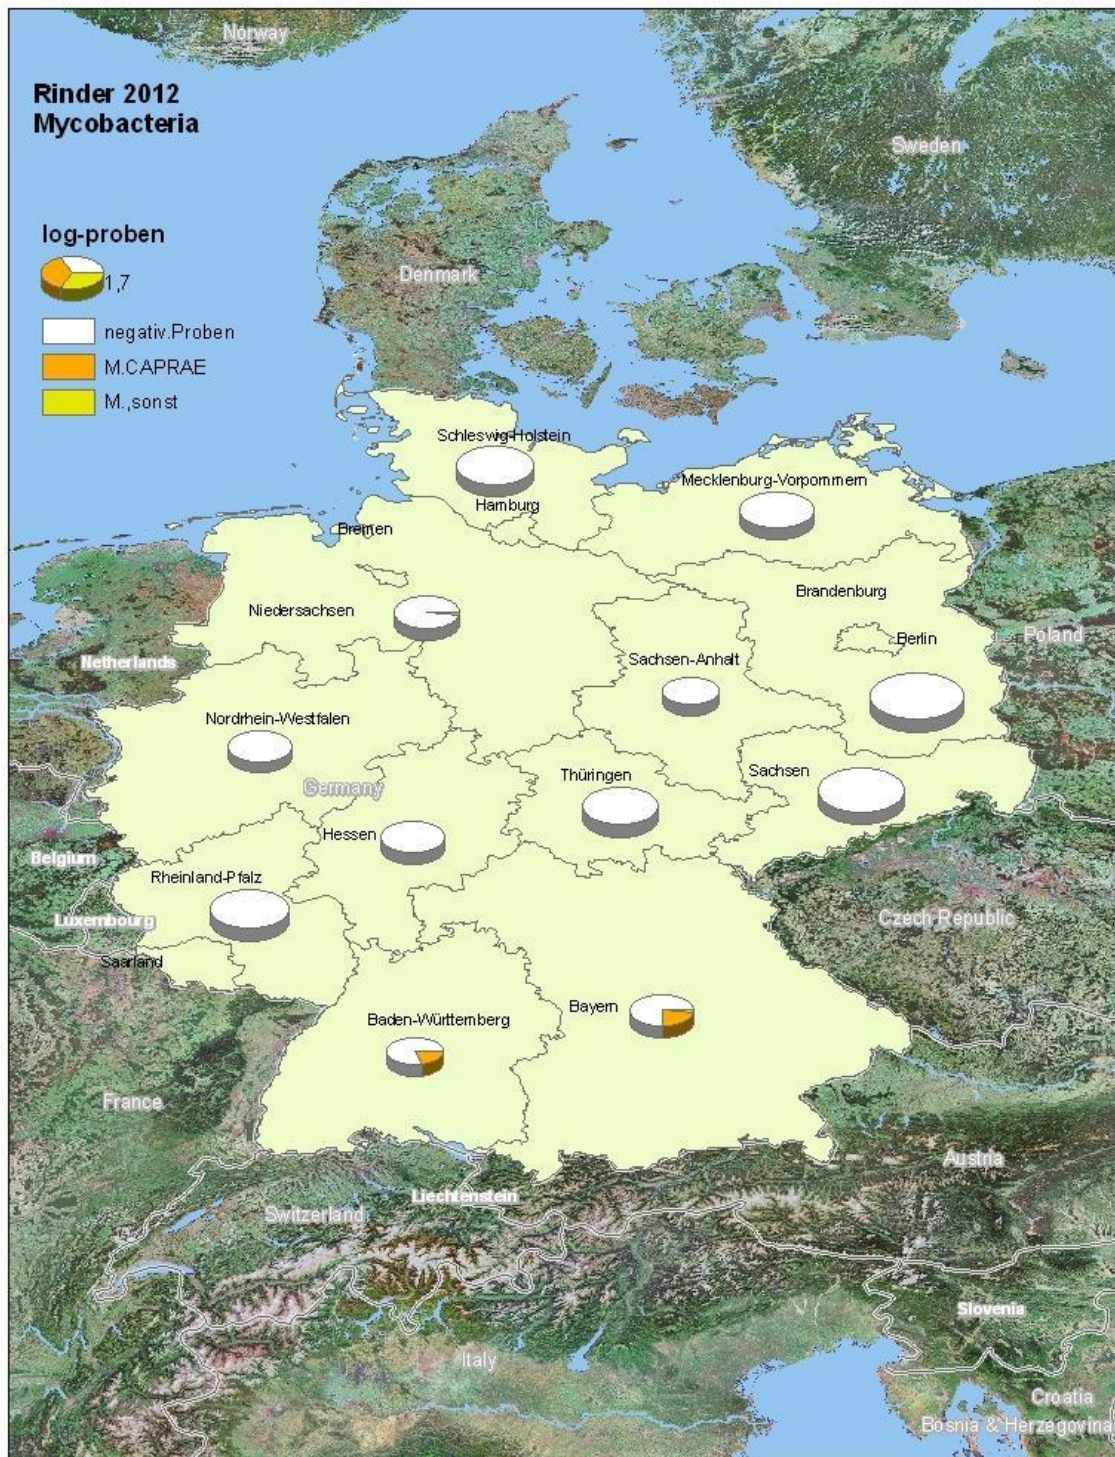 Norway
Rinder 2012
Mycobacteria
Sweden
log-proben
Denmark
1,7
negativ.Proben
M.CAPRAE
M.,sonst
Schleswig-Holstein
Mecklenburg-Vorpommern
Hamburg
Bremen
Brandenburg
Niedersachsen
Berlin
Poland
Netherlands
Sachsen-Anhalt
Nordrhein-Westfalen
Thüringen
Sachsen
Germany
Hessen
Belgium
Rheinland-Pfalz
Luxembourg
Czech Republic
Saarland
Bayern
Baden-Württemberg
France
Austria
Liechtenstein
Switzerland
Slovenia
Italy
Croatia
Bosnia & Herzegovina